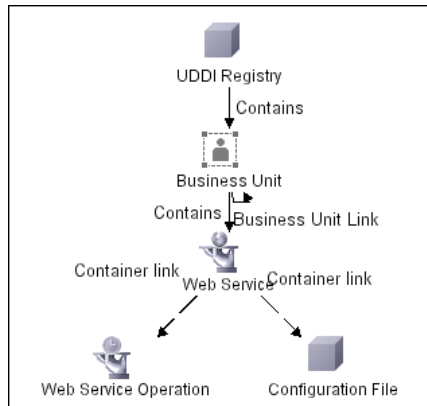 UDDI Registry
Contains
Business Unit
Contains
Business Unit Link
Container link
Web Service
Container link
Web Service Operation
Configuration File